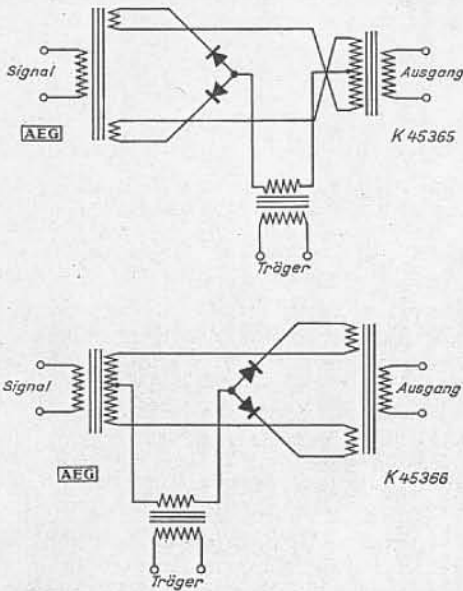 Signal
Ausgang
AEG
K 45365
Träger
Signal
Ausgang
AEG
K 45366
Träger